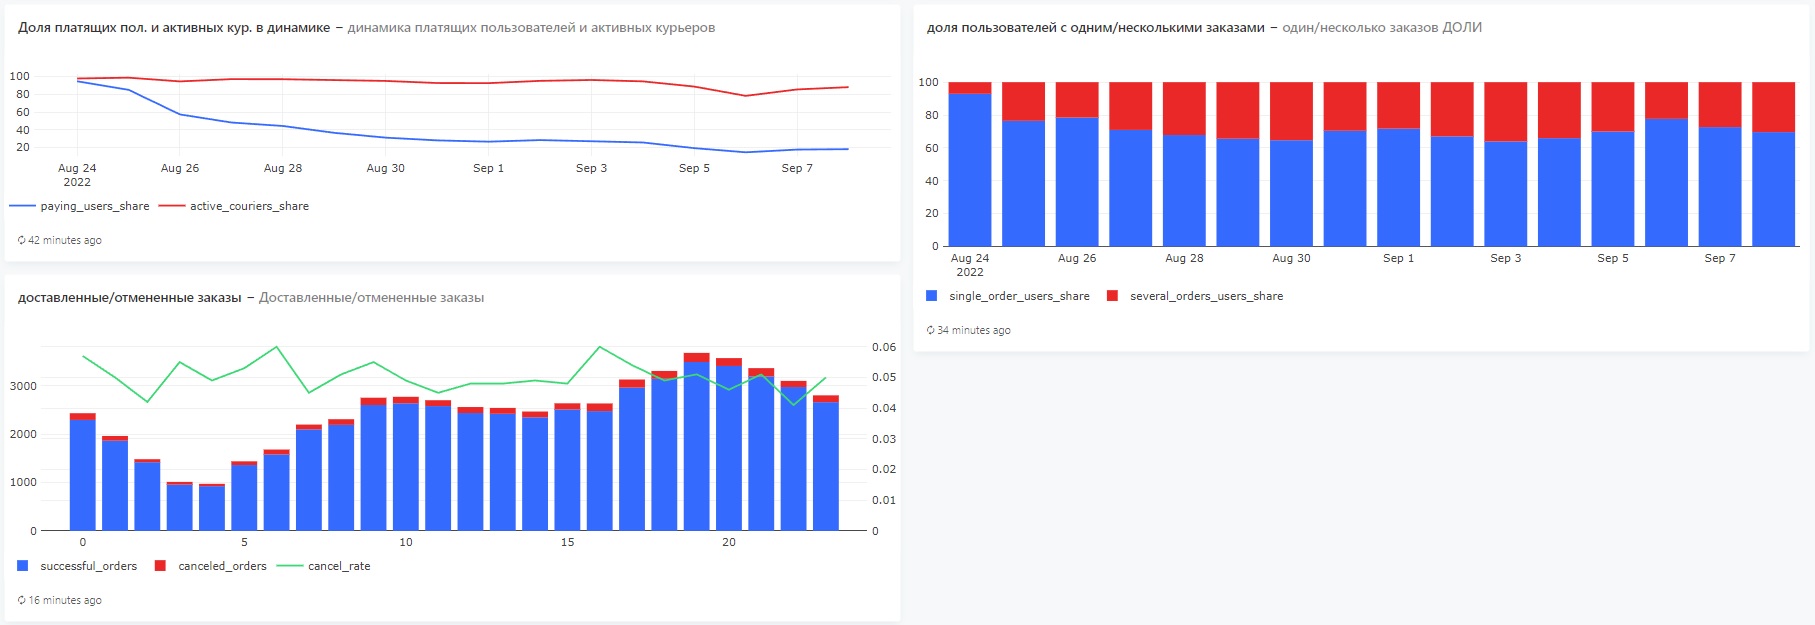 Доля платящих пол. и активных кур. в динамике – динамика платящих пользователей и активных курьеров
100
80
60
40
20
Aug 24
2022
Aug 26
Aug 28
Aug 30
Sep 1
Sep 3
Sep 5
Sep 7
paying_users_share
active_couriers_share
42 minutes ago
доля пользователей с одним/несколькими заказами – один/несколько заказов ДОЛИ
100
80
60
40
20
0
Aug 24
2022
Aug 26
Aug 28
Aug 30
Sep 1
Sep 3
Sep 5
Sep 7
single_order_users_share
several_orders_users_share
34 minutes ago
доставленные/отмененные заказы – Доставленные/отмененные заказы
3000
2000
1000
0
0.06
0.05
0.04
0.03
0.02
0.01
0
0
5
10
15
20
successful_orders
canceled_orders
cancel_rate
16 minutes ago